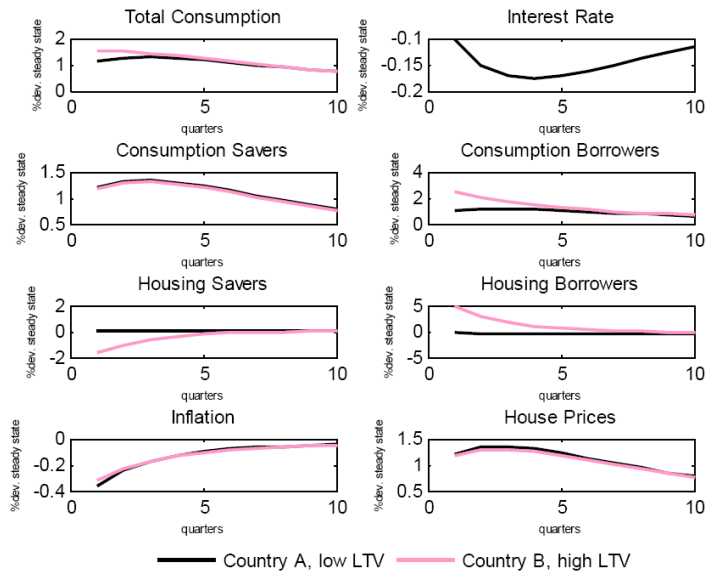 Total Consumption
%dev. steady state
2
1
0
0
5
10
quarters
Interest Rate
%dev. steady state
-0.1
-0.15
-0.2
0
5
10
quarters
Consumption Savers
%dev. steady state
1.5
1
0.5
0
5
10
quarters
Consumption Borrowers
%dev. steady state
4
2
0
0
5
10
quarters
Housing Savers
%dev. steady state
2
0
-2
0
5
10
quarters
Housing Borrowers
%dev. steady state
5
0
-5
0
5
10
quarters
Inflation
%dev. steady state
0
-0.2
-0.4
0
5
10
quarters
House Prices
%dev. steady state
1.5
1
0.5
0
5
10
quarters
Country A, low LTV
Country B, high LTV